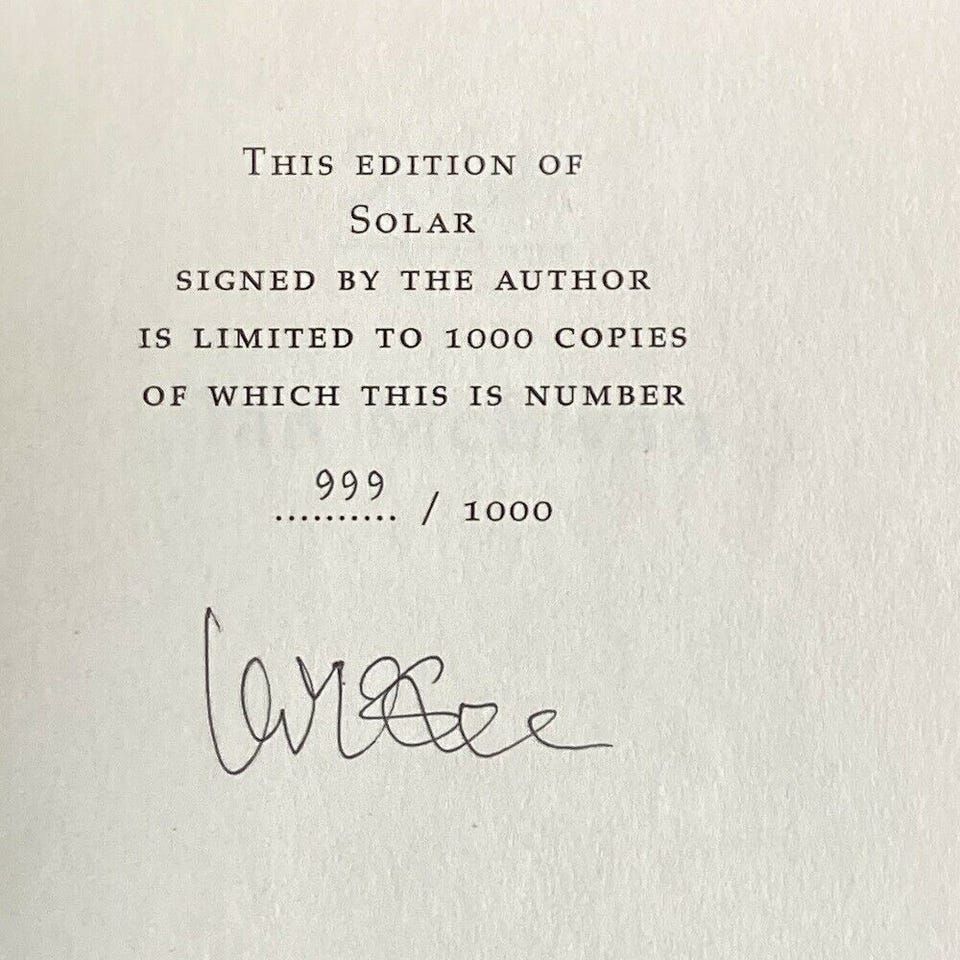 This edition of
Solar
signed by the author
is limited to 1000 copies
of which this is number
999
.......... / 1000